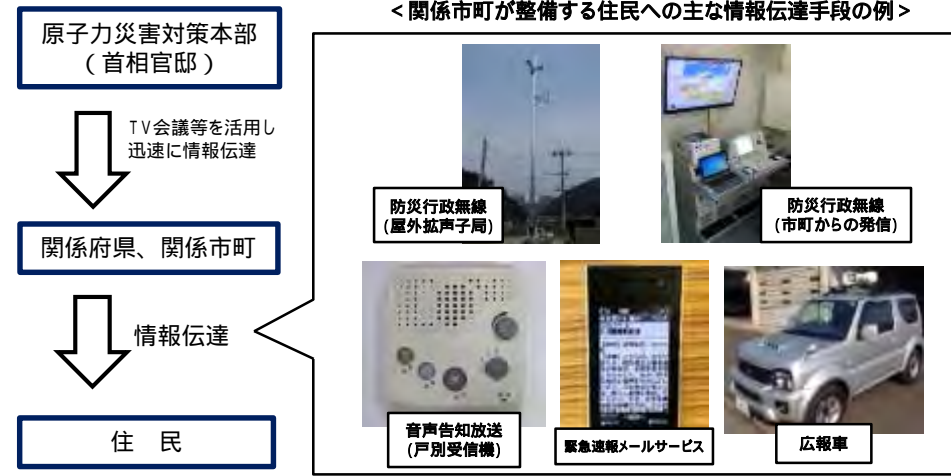 <関係市町が整備する住民への主な情報伝達手段の例>
原子力災害対策本部
(首相官邸)
TV会議等を活用し
迅速に情報伝達
関係府県、関係市町
情報伝達
住 民
防災行政無線
(屋外拡声子局)
防災行政無線
(市町からの発信)
音声告知放送
(戸別受信機)
緊急速報メールサービス
広報車